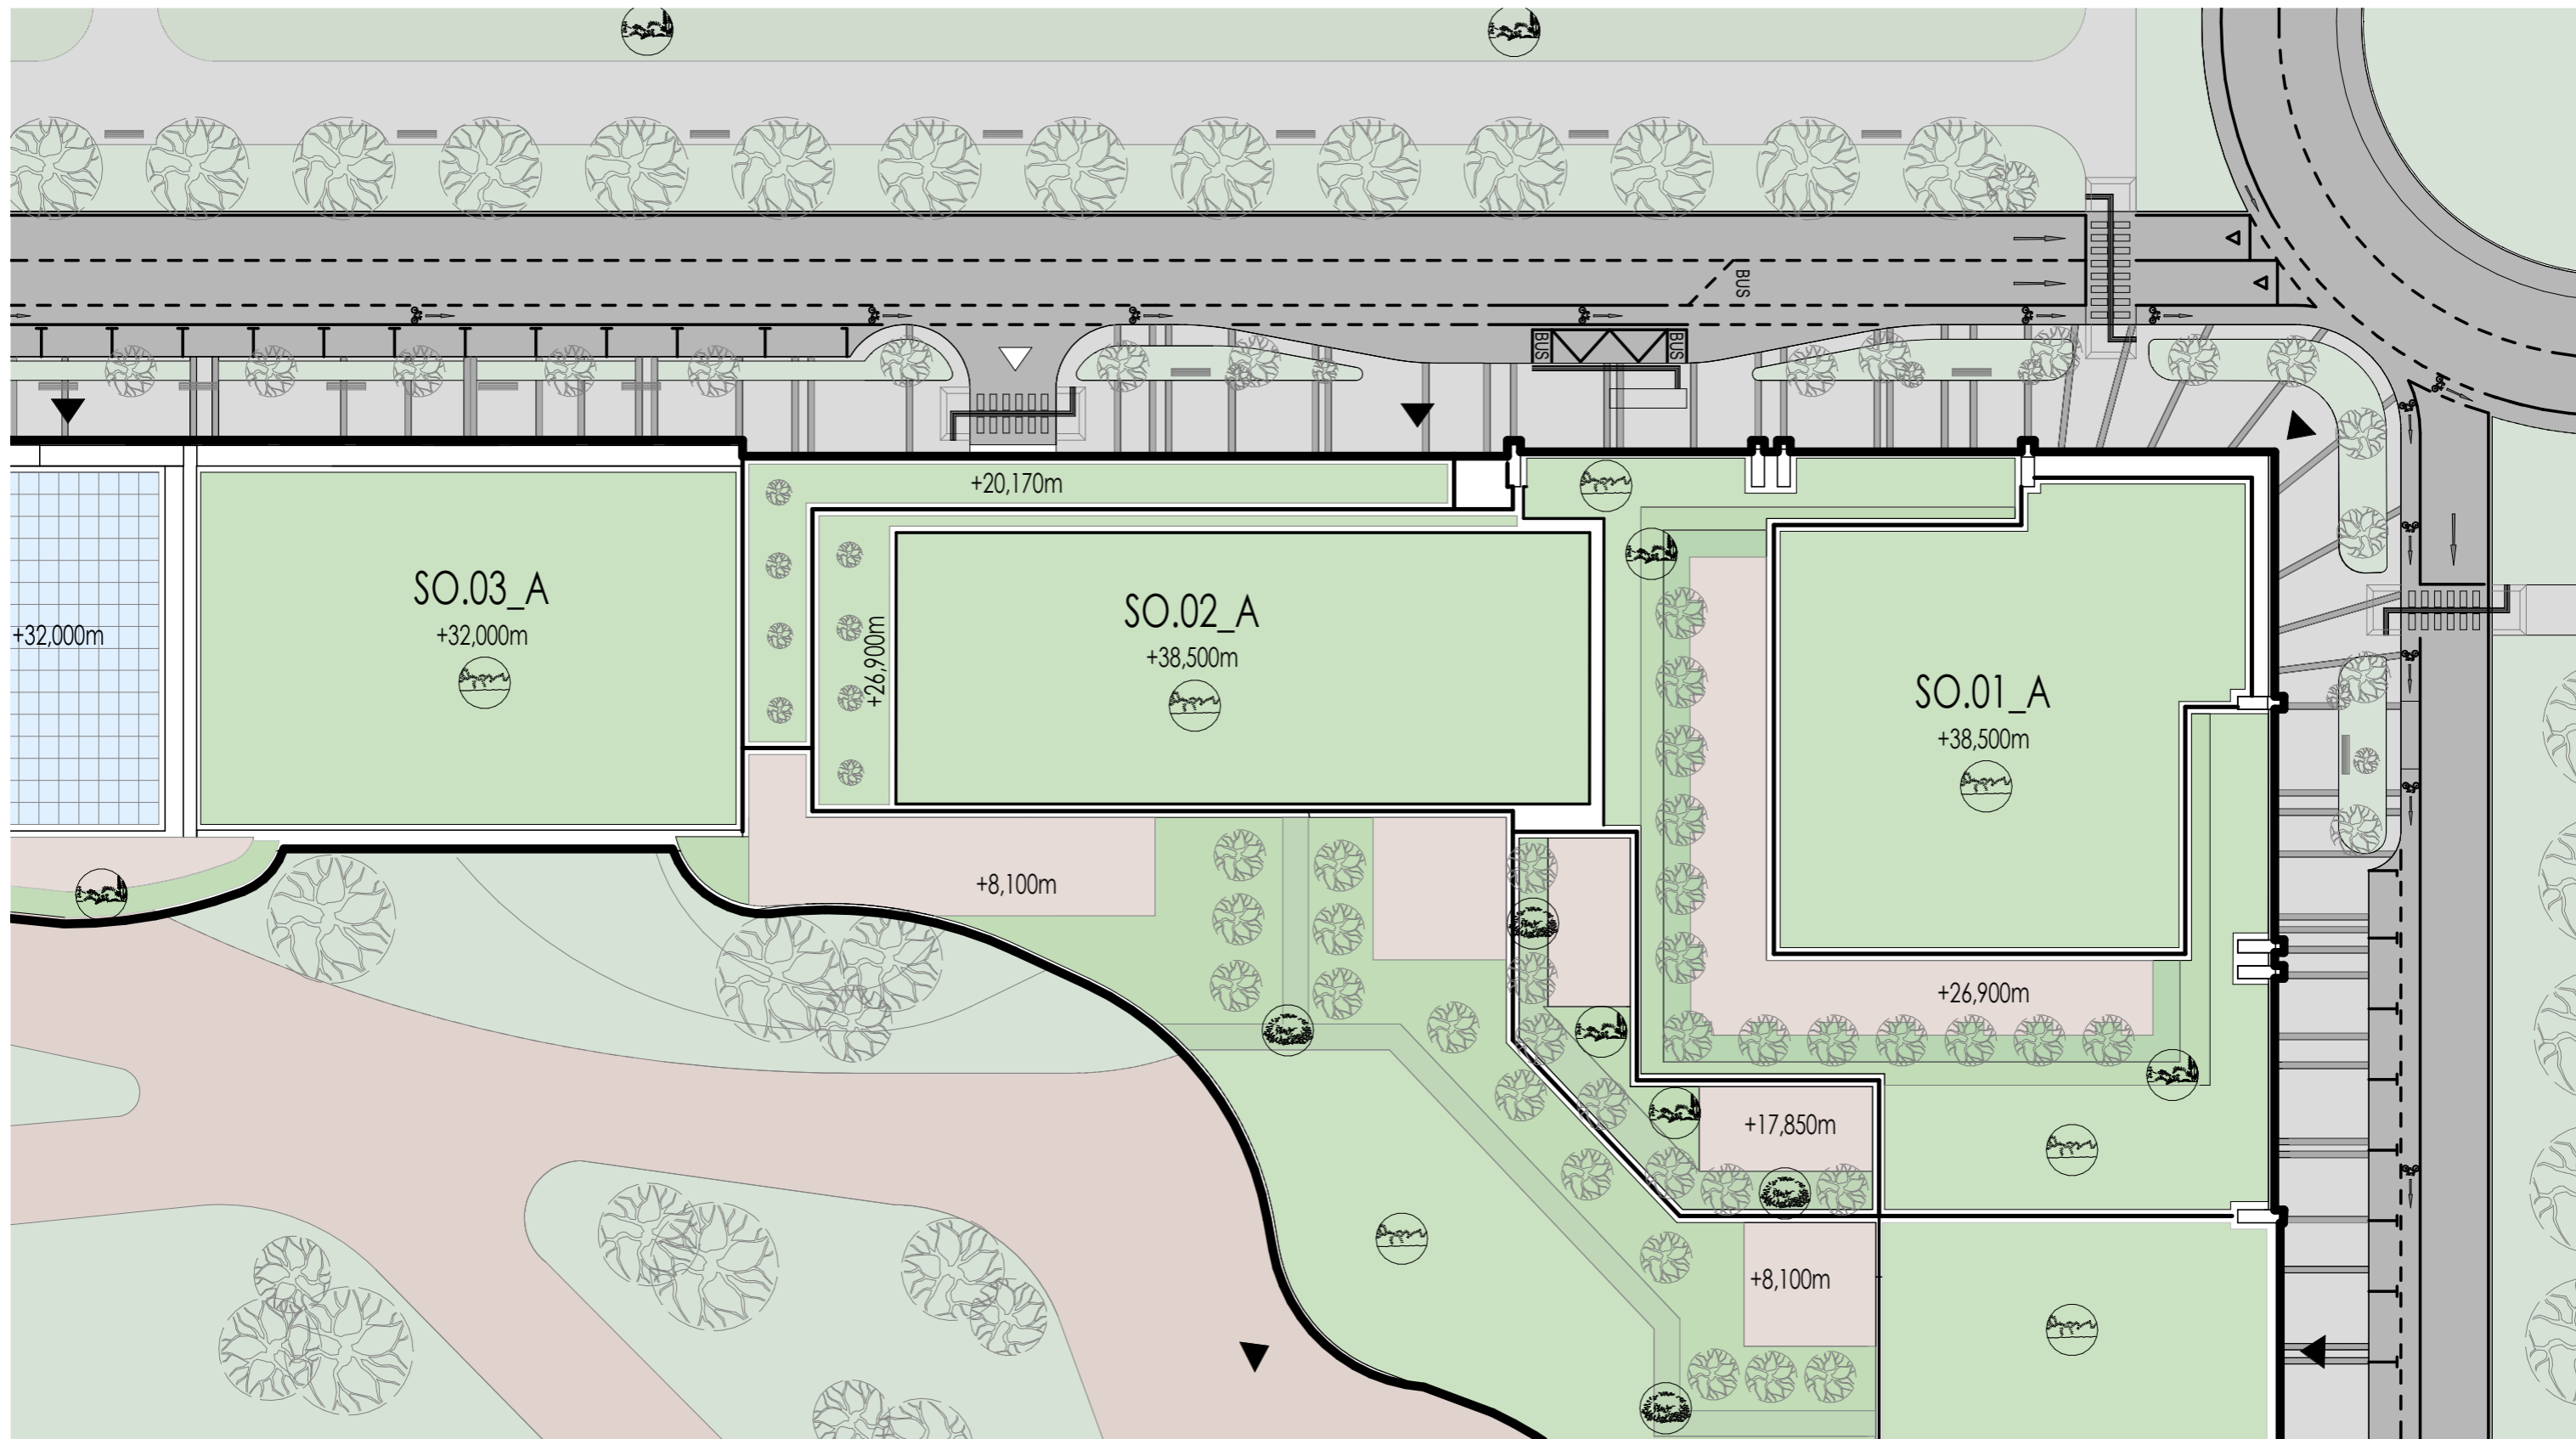 BUS
BUS
BUS
+20,170m
SO.03_A
+32,000m
+32,000m
SO.02_A
+38,500m
+26,900m
SO.01_A
+38,500m
+8,100m
+26,900m
+17,850m
+8,100m